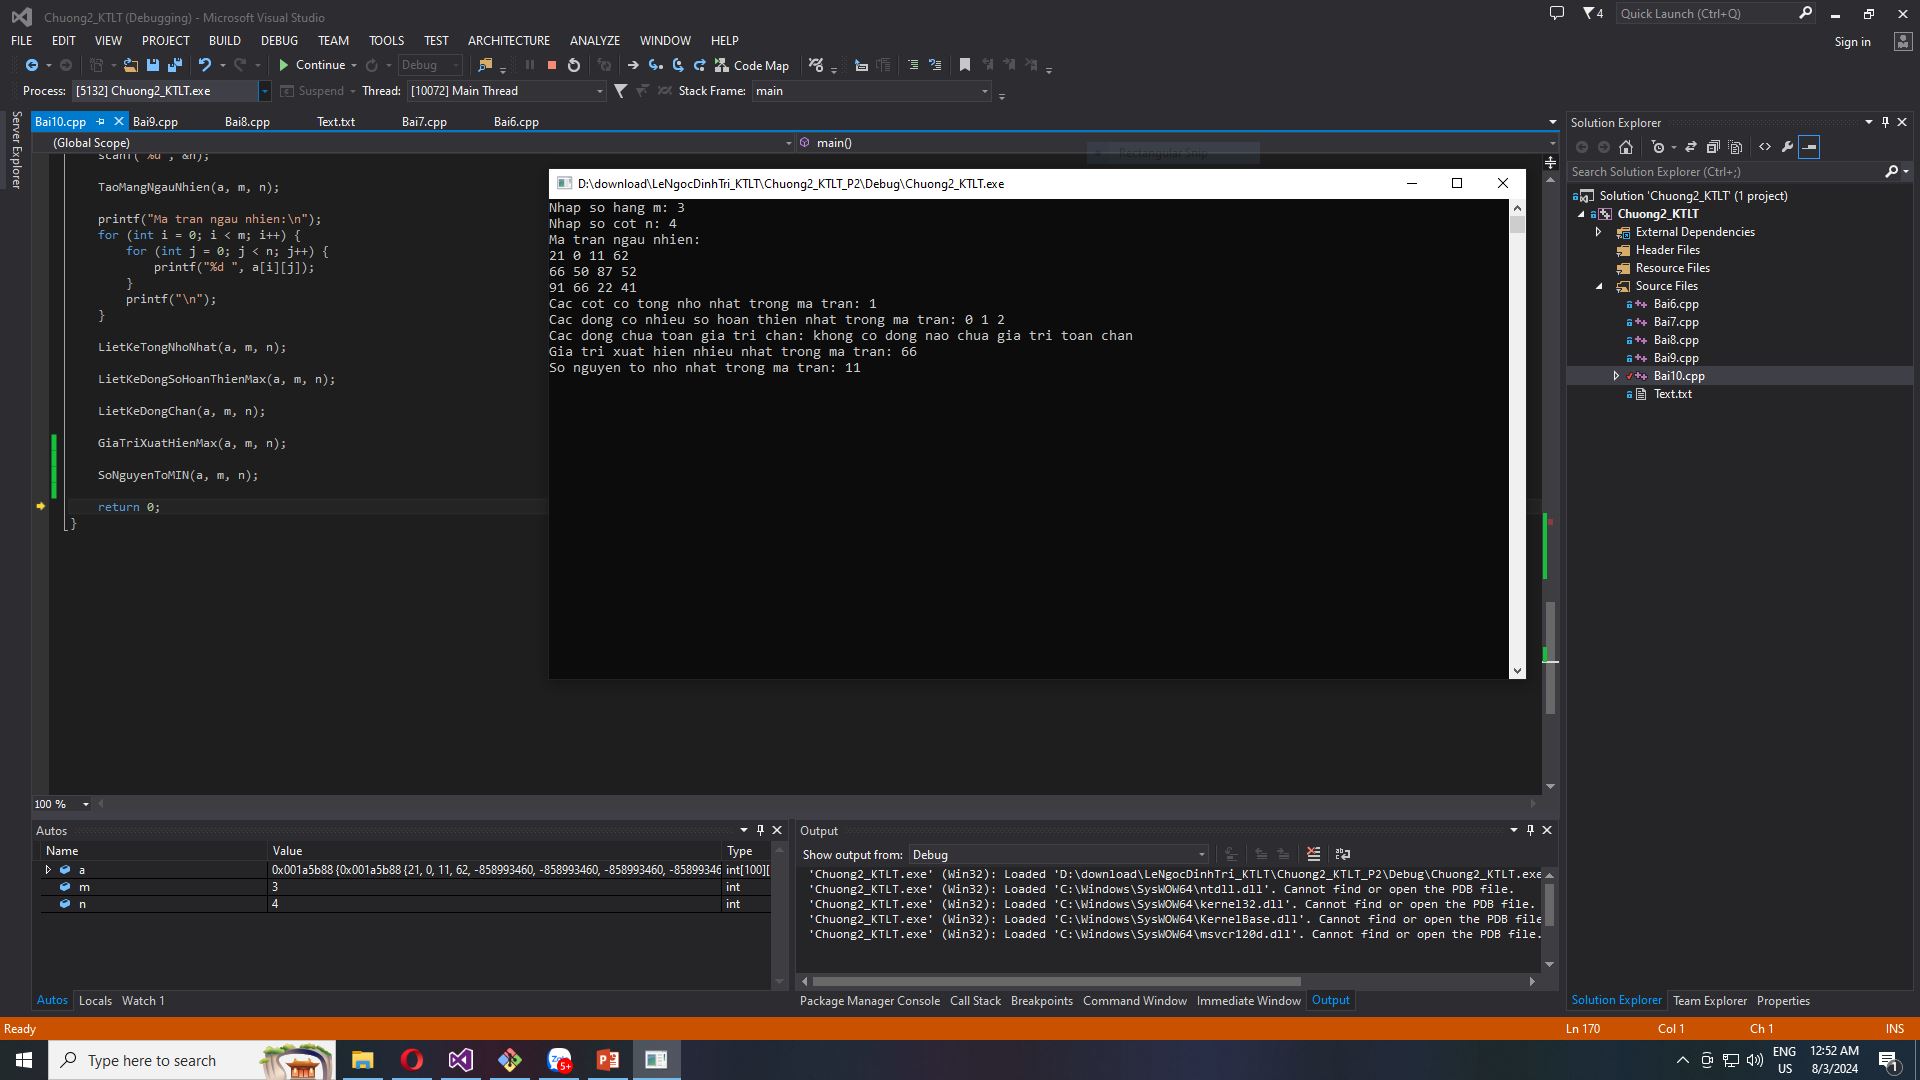 Chuong2_KTLT (Debugging) - Microsoft Visual Studio
4
Quick Launch (Ctrl+Q)
FILE EDIT VIEW PROJECT BUILD DEBUG TEAM TOOLS TEST ARCHITECTURE ANALYZE WINDOW HELP
Sign in
Continue Debug Code Map
Process: [5132] Chuong2_KTLT.exe Suspend Thread: [10072] Main Thread Stack Frame: main
Server Explorer
Bai10.cpp Bai9.cpp Bai8.cpp Text.txt Bai7.cpp Bai6.cpp
(Global Scope) main()
scanf("%d", &n);
TaoMangNgauNhien(a, m, n);
printf("Ma tran ngau nhien:\n");
for (int i = 0; i < m; i++) {
for (int j = 0; j < n; j++) {
printf("%d ", a[i][j]);
}
printf("\n");
}
LietKeTongNhoNhat(a, m, n);
LietKeDongSoHoanThienMax(a, m, n);
LietKeDongChan(a, m, n);
GiaTriXuatHienMax(a, m, n);
SoNguyenToMIN(a, m, n);
return 0;
}
Rectangular Snip
D:\download\LeNgocDinhTri_KTLT\Chuong2_KTLT_P2\Debug\Chuong2_KTLT.exe
Nhap so hang m: 3
Nhap so cot n: 4
Ma tran ngau nhien:
21 0 11 62
66 50 87 52
91 66 22 41
Cac cot co tong nho nhat trong ma tran: 1
Cac dong co nhieu so hoan thien nhat trong ma tran: 0 1 2
Cac dong chua toan gia tri chan: khong co dong nao chua gia tri toan chan
Gia tri xuat hien nhieu nhat trong ma tran: 66
So nguyen to nho nhat trong ma tran: 11
Solution Explorer
Search Solution Explorer (Ctrl+;)
Solution 'Chuong2_KTLT' (1 project)
Chuong2_KTLT
External Dependencies
Header Files
Resource Files
Source Files
Bai6.cpp
Bai7.cpp
Bai8.cpp
Bai9.cpp
Bai10.cpp
Text.txt
100 %
Autos
Name Value Type
a 0x001a5b88 {0x001a5b88 {21, 0, 11, 62, -858993460, -858993460, -858993460, -85899346 int[100][
m 3 int
n 4 int
Autos Locals Watch 1
Output
Show output from: Debug
'Chuong2_KTLT.exe' (Win32): Loaded 'D:\download\LeNgocDinhTri_KTLT\Chuong2_KTLT_P2\Debug\Chuong2_KTLT.exe
'Chuong2_KTLT.exe' (Win32): Loaded 'C:\Windows\SysWOW64\ntdll.dll'. Cannot find or open the PDB file.
'Chuong2_KTLT.exe' (Win32): Loaded 'C:\Windows\SysWOW64\kernel32.dll'. Cannot find or open the PDB file.
'Chuong2_KTLT.exe' (Win32): Loaded 'C:\Windows\SysWOW64\KernelBase.dll'. Cannot find or open the PDB file
'Chuong2_KTLT.exe' (Win32): Loaded 'C:\Windows\SysWOW64\msvcr120d.dll'. Cannot find or open the PDB file.
Package Manager Console Call Stack Breakpoints Command Window Immediate Window Output
Solution Explorer Team Explorer Properties
Ready
Ln 170 Col 1 Ch 1 INS
Type here to search
5+
ENG
US
12:52 AM
8/3/2024
1